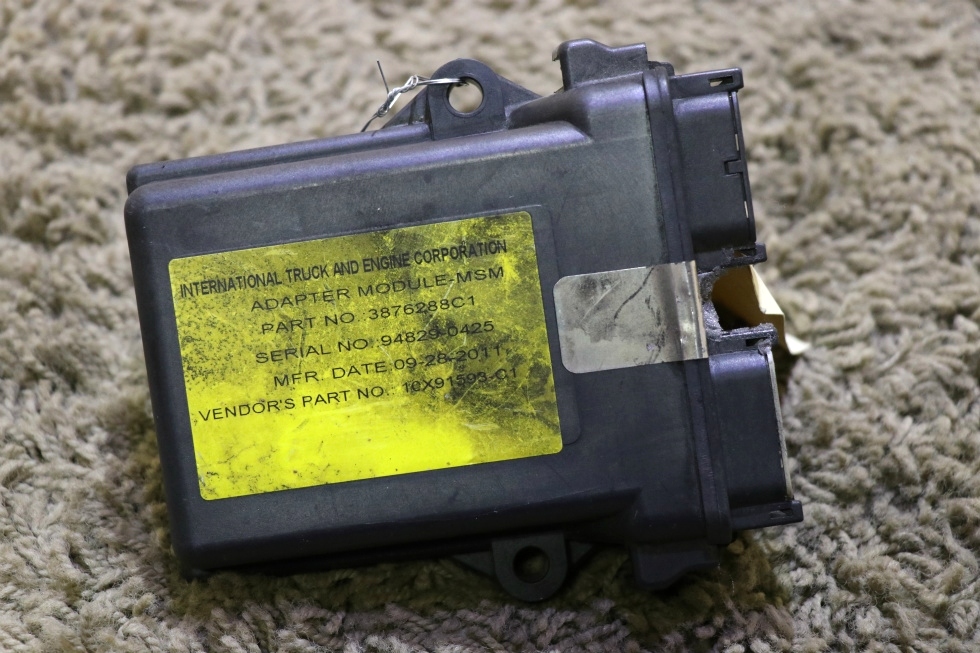 INTERNATIONAL TRUCK AND ENGINE CORPORATION
ADAPTER MODULE-MSM
PART NO. 3876288C1
SERIAL NO. 94829-0425
MFR. DATE 09-28-2011
VENDOR'S PART NO.: 10X91593-C1